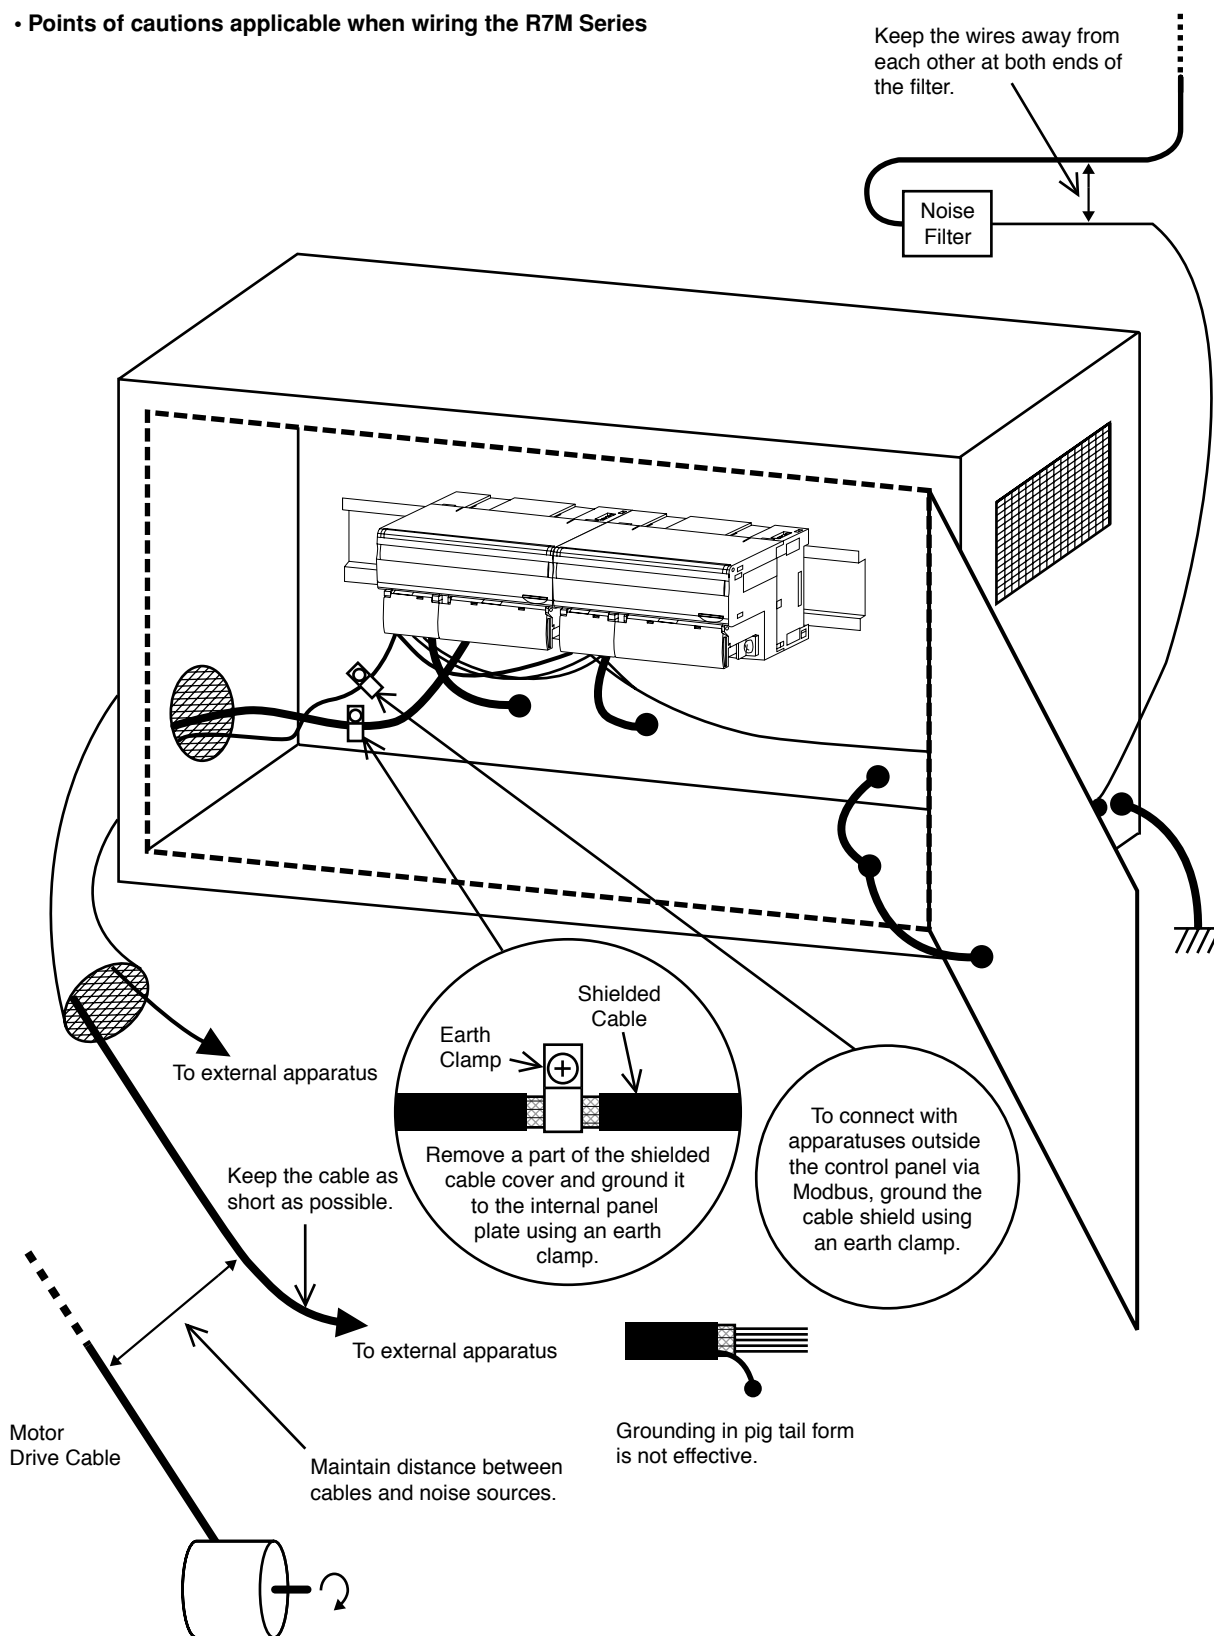 • Points of cautions applicable when wiring the R7M Series
Keep the wires away from
each other at both ends of
the filter.
Noise
Filter
Shielded
Cable
Earth
Clamp
To external apparatus
Remove a part of the shielded
cable cover and ground it
to the internal panel
plate using an earth
clamp.
To connect with
apparatuses outside
the control panel via
Modbus, ground the
cable shield using
an earth clamp.
Keep the cable as
short as possible.
To external apparatus
Grounding in pig tail form
is not effective.
Motor
Drive Cable
Maintain distance between
cables and noise sources.